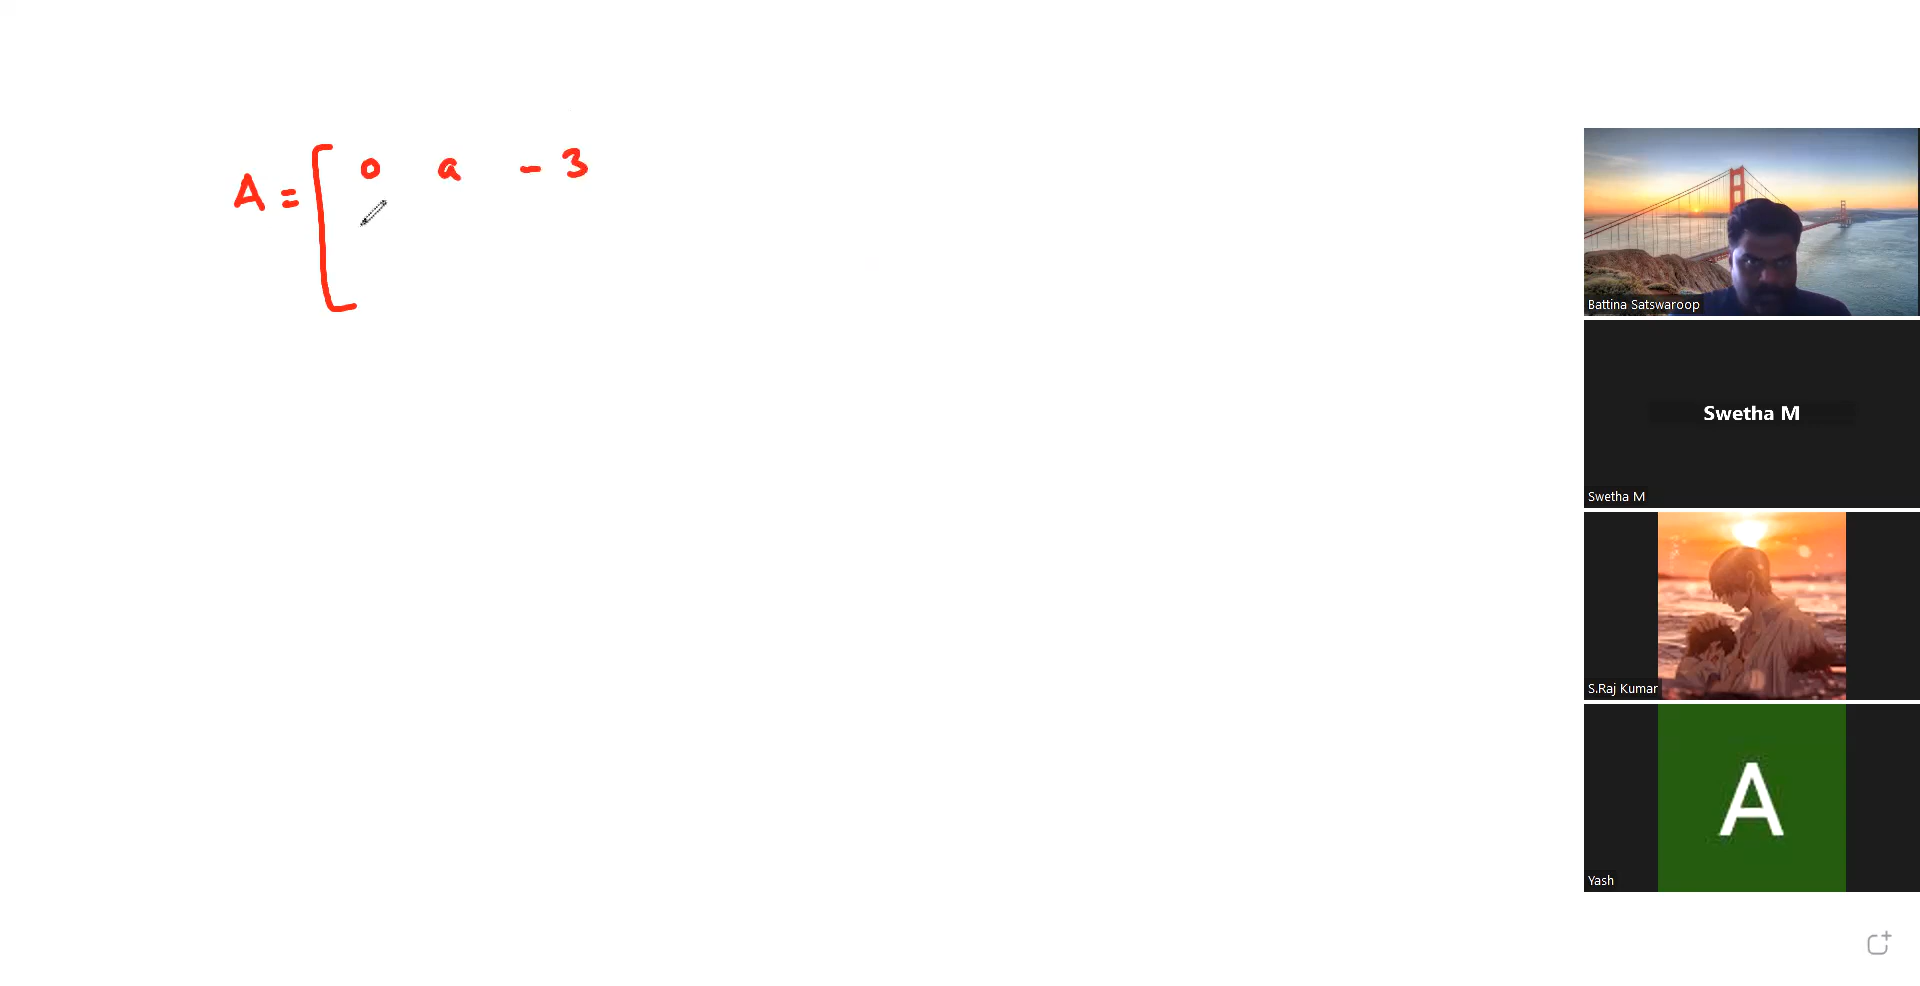 A = [ 0 a - 3
Battina Satswaroop
Swetha M
Swetha M
S.Raj Kumar
A
Yash